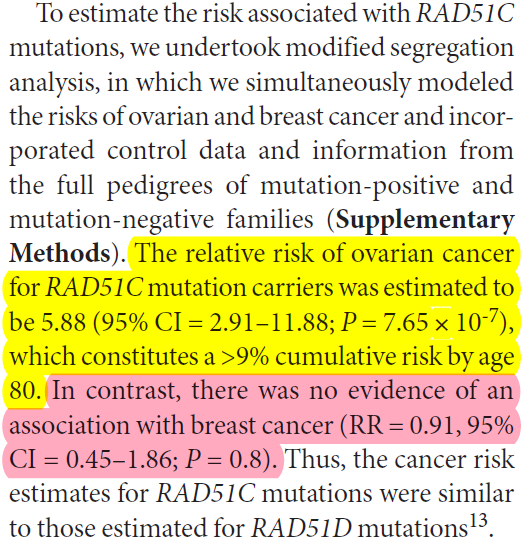 To estimate the risk associated with RAD51C
mutations, we undertook modified segregation
analysis, in which we simultaneously modeled
the risks of ovarian and breast cancer and incor-
porated control data and information from
the full pedigrees of mutation-positive and
mutation-negative families (Supplementary
Methods). The relative risk of ovarian cancer
for RAD51C mutation carriers was estimated to
be 5.88 (95% CI = 2.91–11.88; P = 7.65 × 10-7),
which constitutes a >9% cumulative risk by age
80. In contrast, there was no evidence of an
association with breast cancer (RR = 0.91, 95%
CI = 0.45–1.86; P = 0.8). Thus, the cancer risk
estimates for RAD51C mutations were similar
to those estimated for RAD51D mutations13.